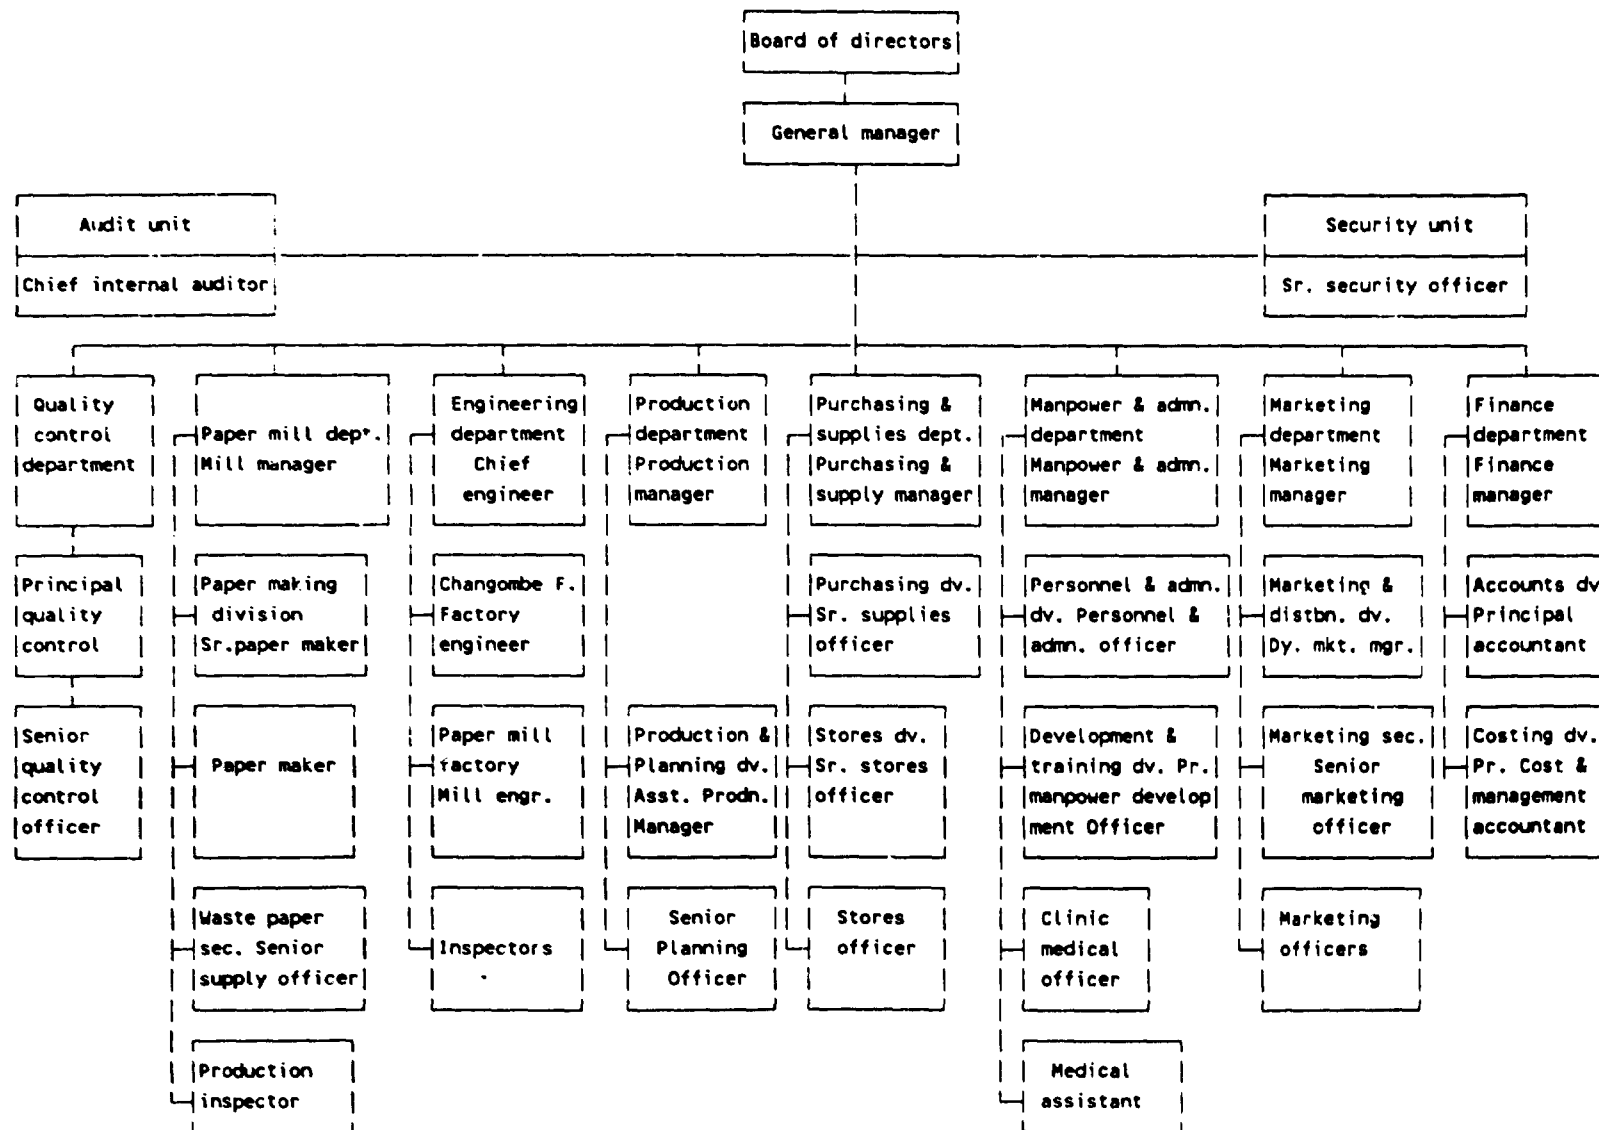 Board of directors
General manager
Audit unit
Chief internal auditor
Security unit
Sr. security officer
Quality
control
department
Paper mill dept.
Mill manager
Engineering
department
Chief
engineer
Production
department
Production
manager
Purchasing &
supplies dept.
Purchasing &
supply manager
Manpower & admn.
department
Manpower & admn.
manager
Marketing
department
Marketing
manager
Finance
department
Finance
manager
Principal
quality
control
Paper making
division
Sr.paper maker
Changombe F.
Factory
engineer
Purchasing dv.
Sr. supplies
officer
Personnel & admn.
dv. Personnel &
admn. officer
Marketing &
distbn. dv.
Dy. mkt. mgr.
Accounts dv
Principal
accountant
Senior
quality
control
officer
Paper maker
Paper mill
factory
Mill engr.
Production &
Planning dv.
Asst. Prodn.
Manager
Stores dv.
Sr. stores
officer
Development &
training dv. Pr.
manpower develop
ment Officer
Marketing sec.
Senior
marketing
officer
Costing dv.
Pr. Cost &
management
accountant
Waste paper
sec. Senior
supply officer
Inspectors
Senior
Planning
Officer
Stores
officer
Clinic
medical
officer
Marketing
officers
Production
inspector
Medical
assistant